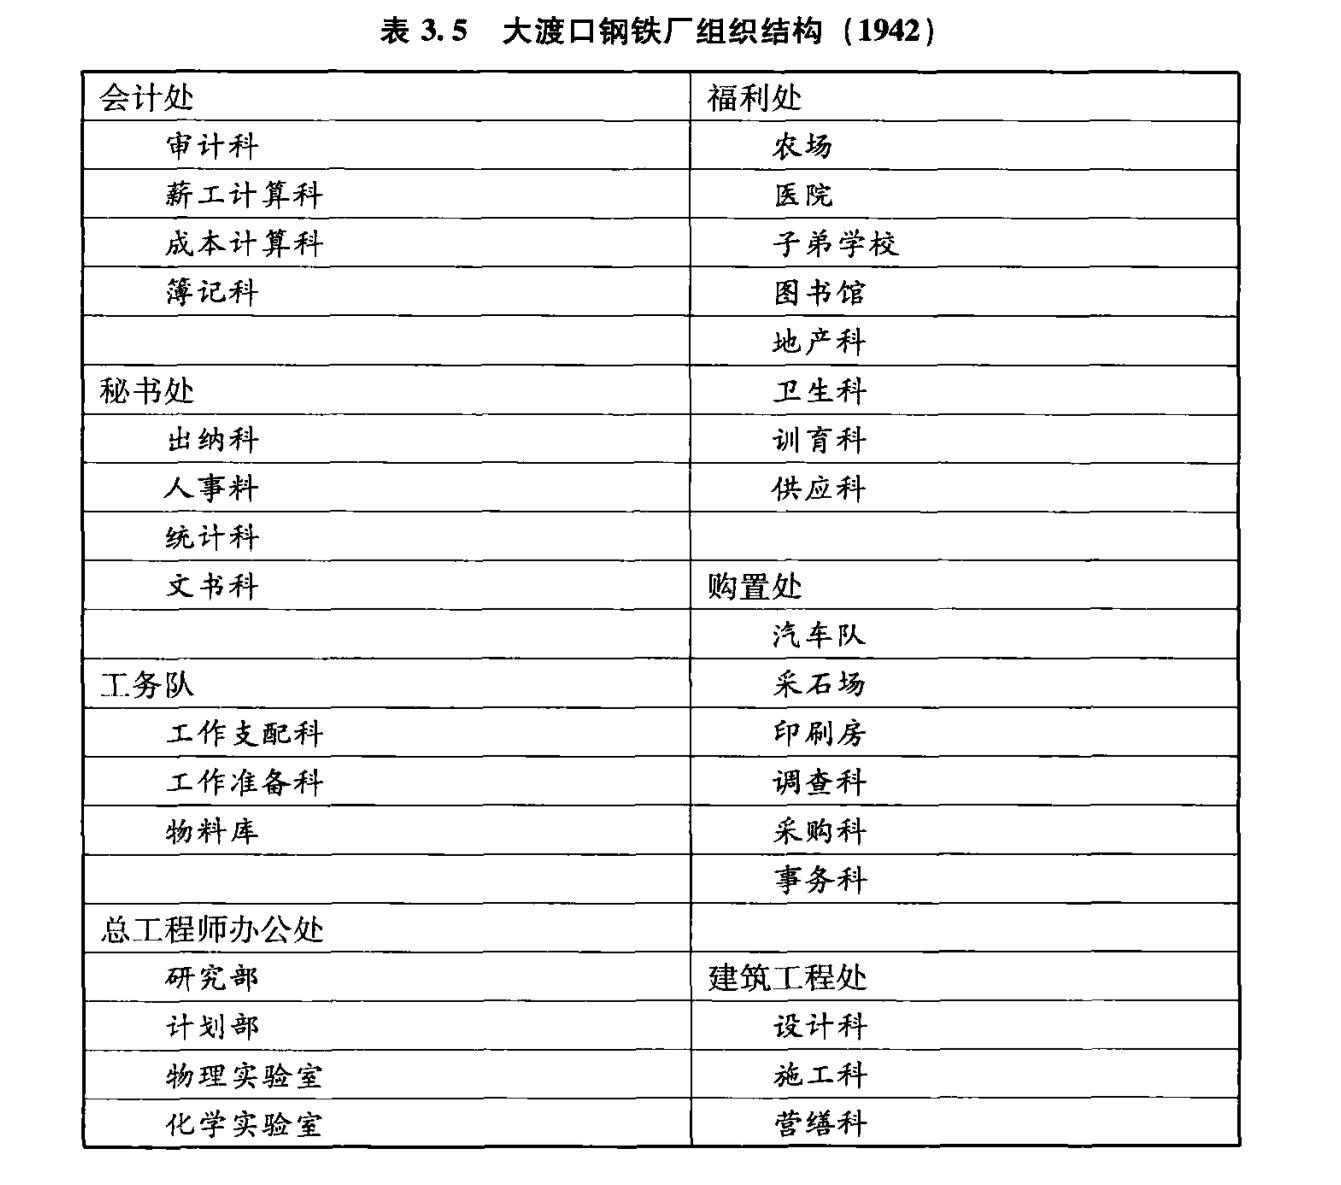 表 3.5 大渡口钢铁厂组织结构 (1942)
会计处 福利处
审计科 农场
薪工计算科 医院
成本计算科 子弟学校
簿记科 图书馆
地产科
秘书处 卫生科
出纳科 训育科
人事料 供应科
统计科
文书科 购置处
汽车队
工务队 采石场
工作支配科 印刷房
工作准备科 调查科
物料库 采购科
事务科
总工程师办公处
研究部 建筑工程处
计划部 设计科
物理实验室 施工科
化学实验室 营缮科